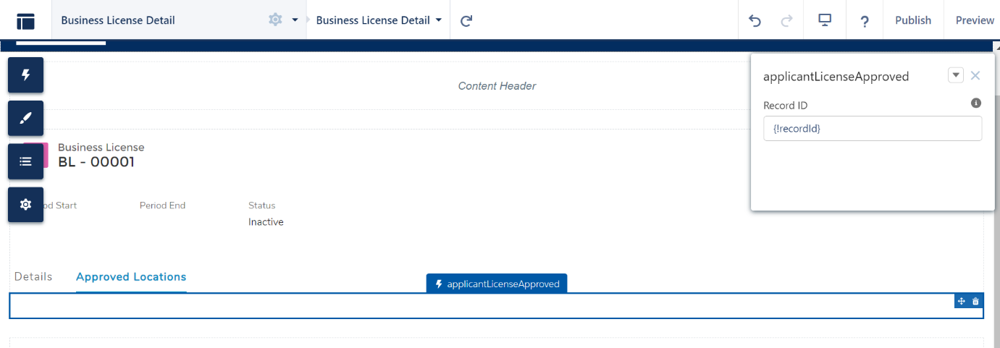 Business License Detail
Business License Detail
?
Publish
Preview
applicantLicenseApproved
Record ID
{!recordId}
Content Header
Business License
BL - 00001
od Start
Period End
Status
Inactive
Details
Approved Locations
applicantLicenseApproved